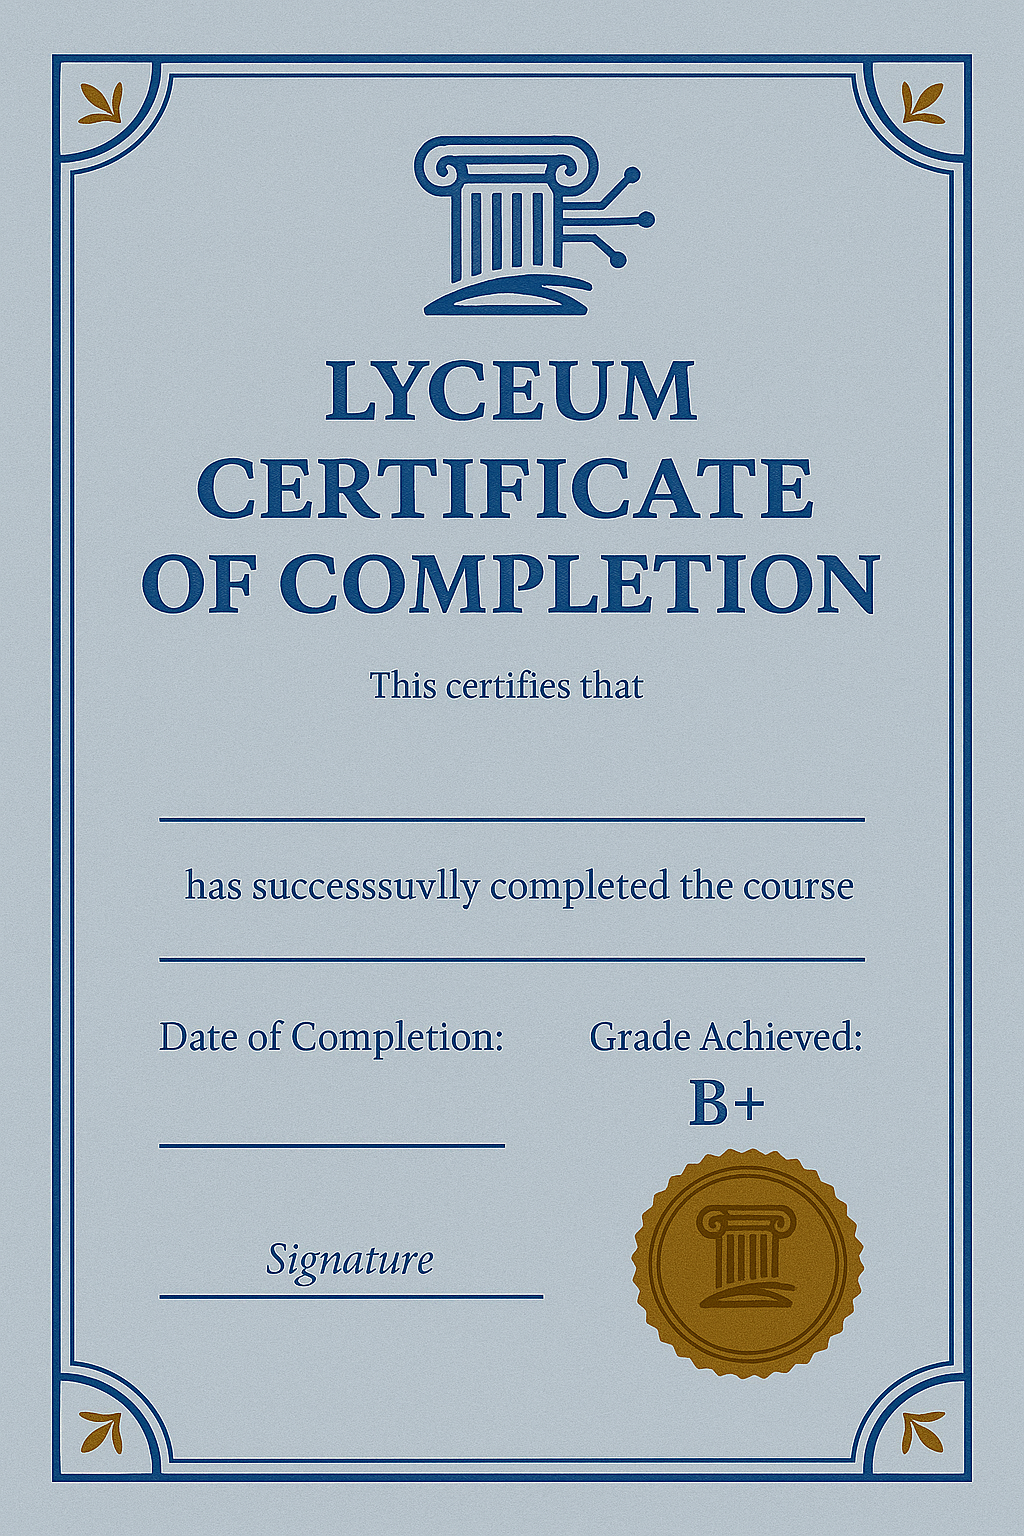 LYCEUM
CERTIFICATE
OF COMPLETION
This certifies that
has successsuvlly completed the course
Date of Completion:
Grade Achieved:
B+
Signature